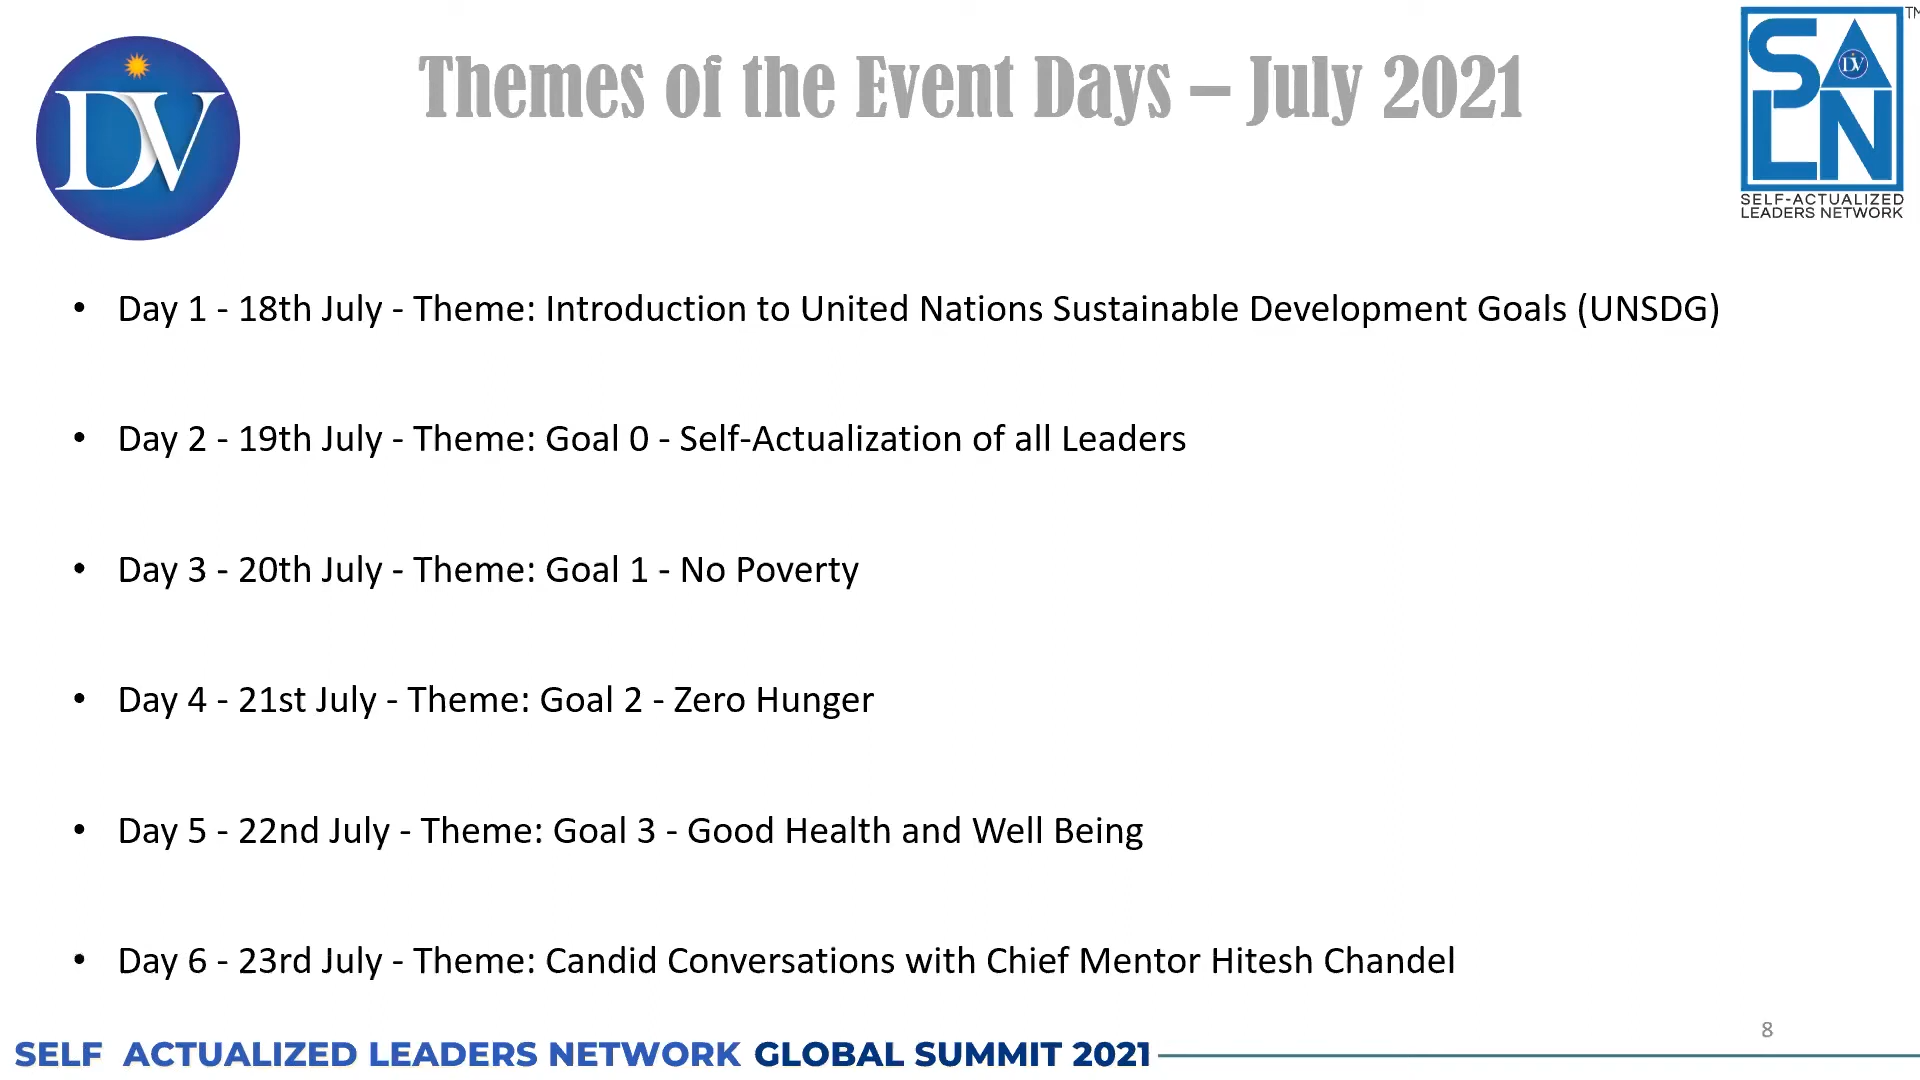 DV
Themes of the Event Days – July 2021
SALN
DV
TM
SELF-ACTUALIZED
LEADERS NETWORK
• Day 1 - 18th July - Theme: Introduction to United Nations Sustainable Development Goals (UNSDG)
• Day 2 - 19th July - Theme: Goal 0 - Self-Actualization of all Leaders
• Day 3 - 20th July - Theme: Goal 1 - No Poverty
• Day 4 - 21st July - Theme: Goal 2 - Zero Hunger
• Day 5 - 22nd July - Theme: Goal 3 - Good Health and Well Being
• Day 6 - 23rd July - Theme: Candid Conversations with Chief Mentor Hitesh Chandel
8
SELF ACTUALIZED LEADERS NETWORK GLOBAL SUMMIT 2021